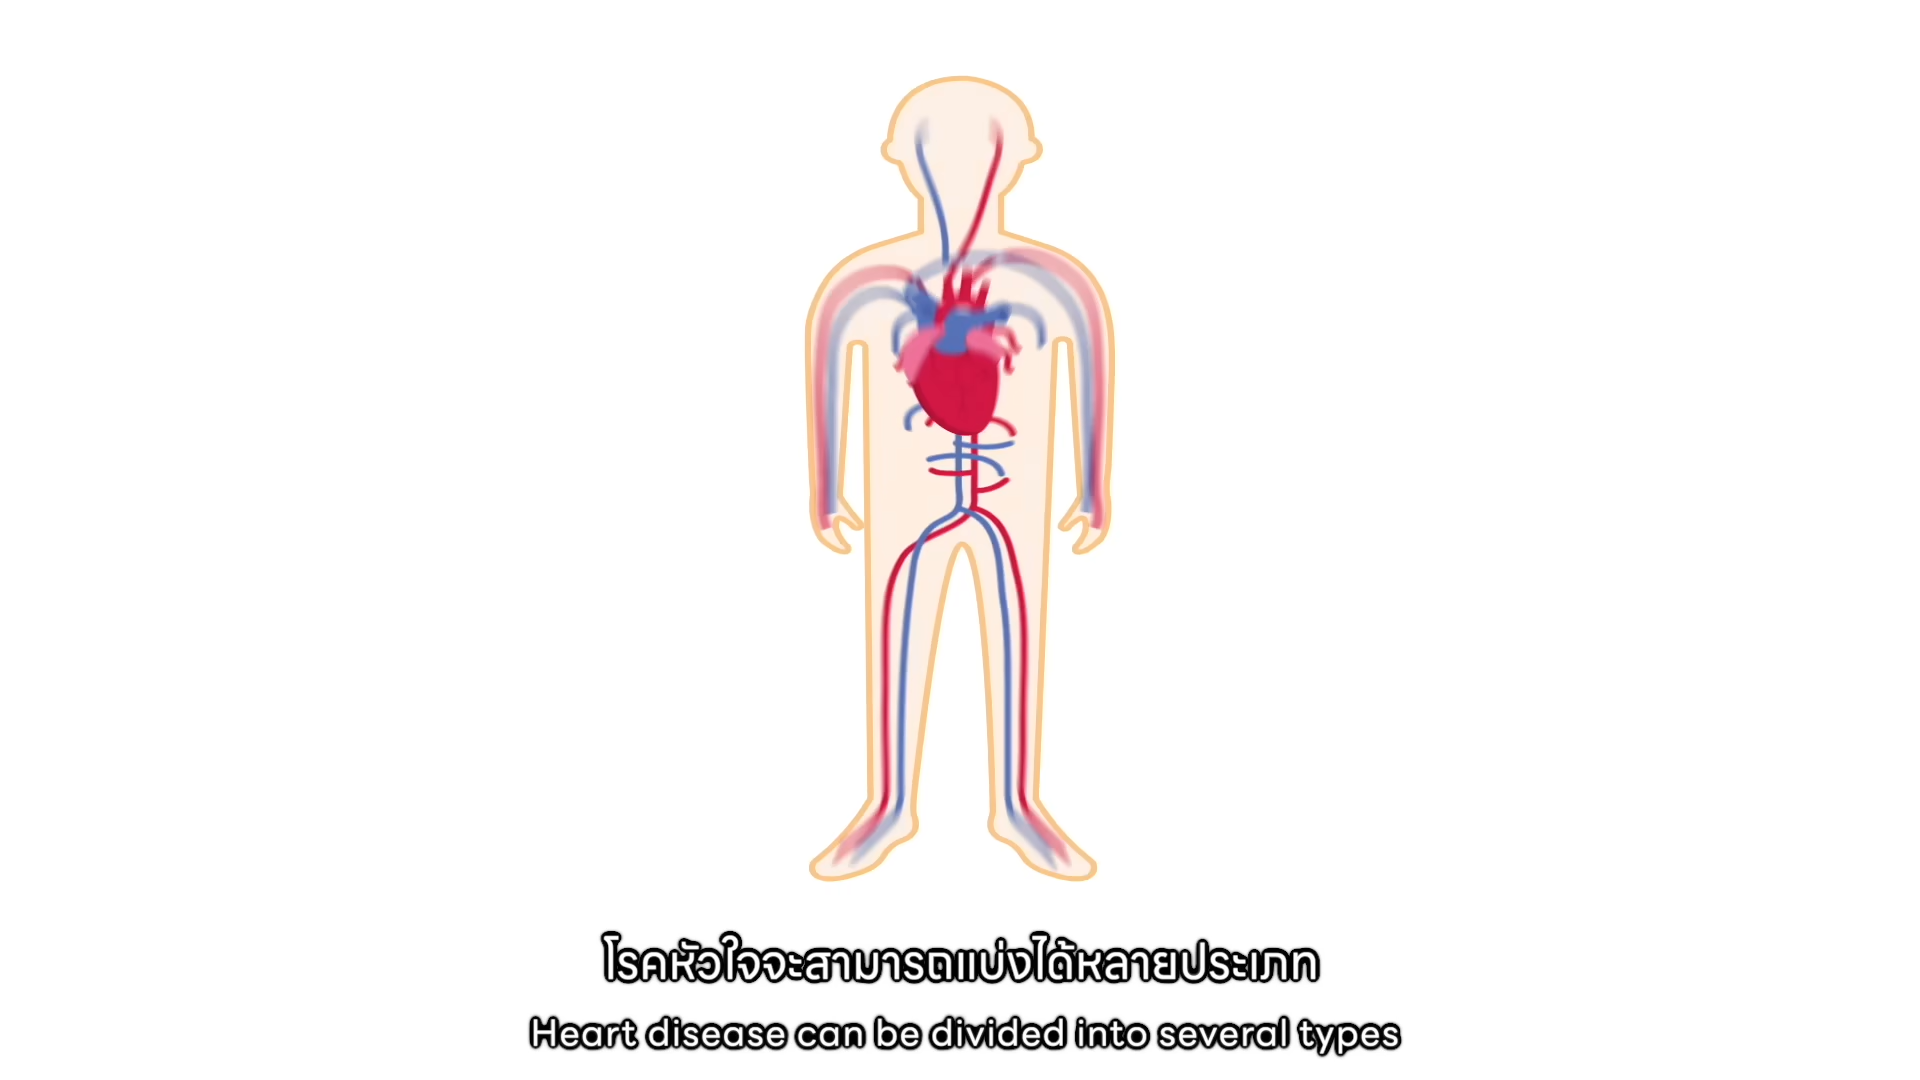 โรคหัวใจจะสามารถแบ่งได้หลายประเภท
Heart disease can be divided into several types